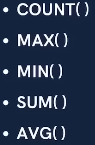 • COUNT( )
• MAX( )
• MIN( )
• SUM( )
• AVG( )